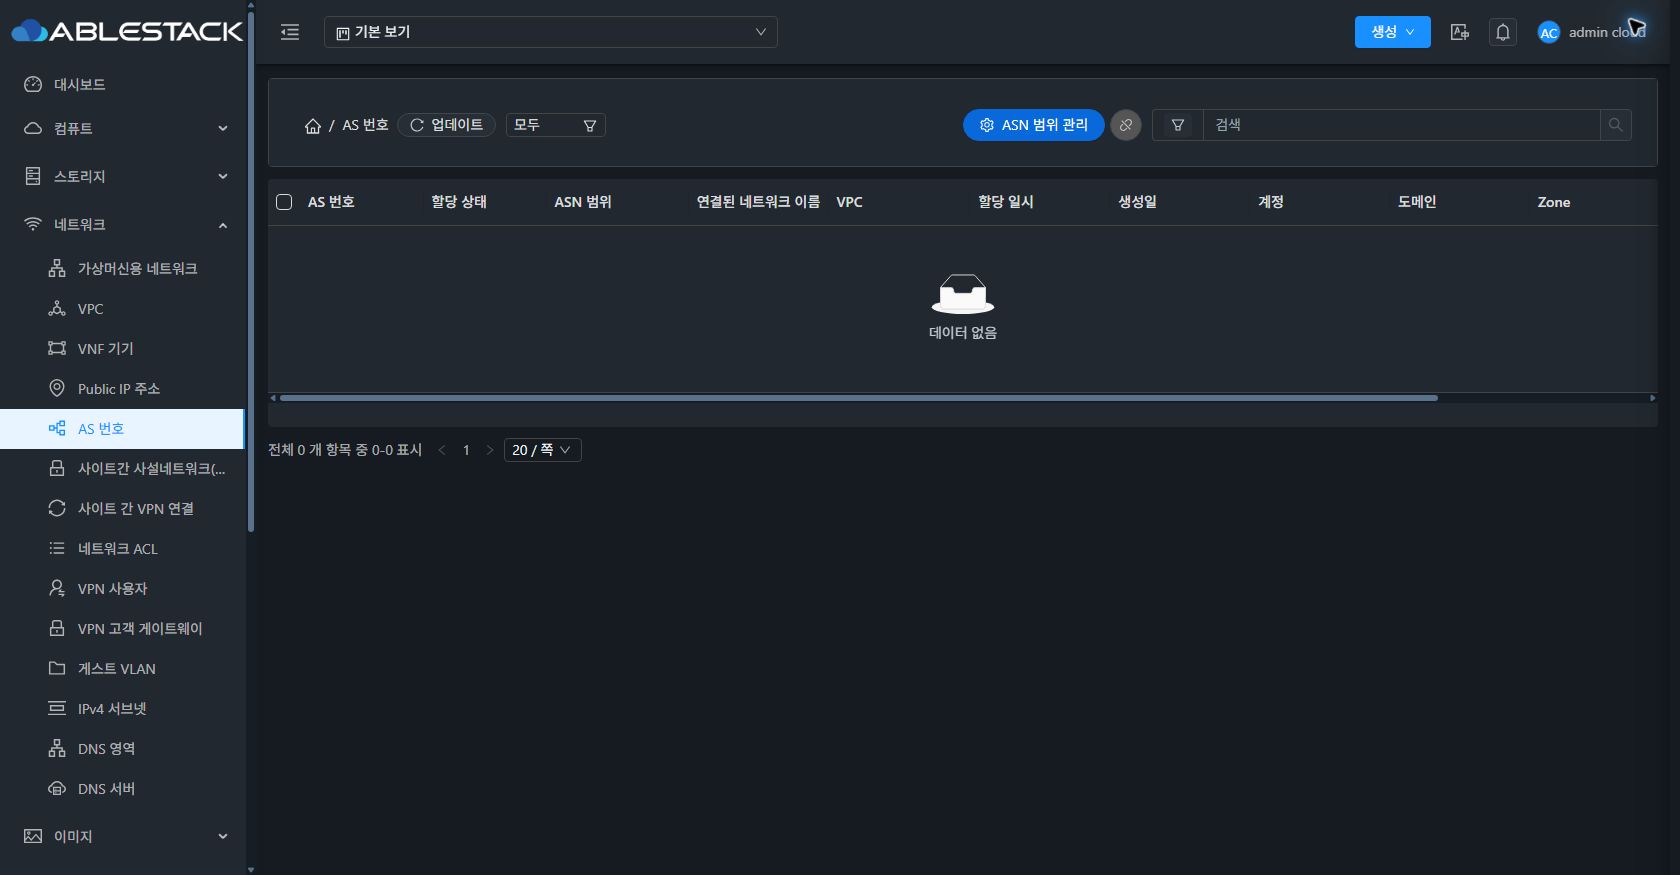 ABLESTACK
기본 보기
생성
AC
admin cloud
대시보드
컴퓨트
스토리지
네트워크
가상머신용 네트워크
VPC
VNF 기기
Public IP 주소
AS 번호
사이트간 사설네트워크(...
사이트 간 VPN 연결
네트워크 ACL
VPN 사용자
VPN 고객 게이트웨이
게스트 VLAN
IPv4 서브넷
DNS 영역
DNS 서버
이미지
/ AS 번호
업데이트
모두
ASN 범위 관리
검색
AS 번호 할당 상태 ASN 범위 연결된 네트워크 이름 VPC 할당 일시 생성일 계정 도메인 Zone
데이터 없음
전체 0 개 항목 중 0-0 표시 < 1 > 20 / 쪽